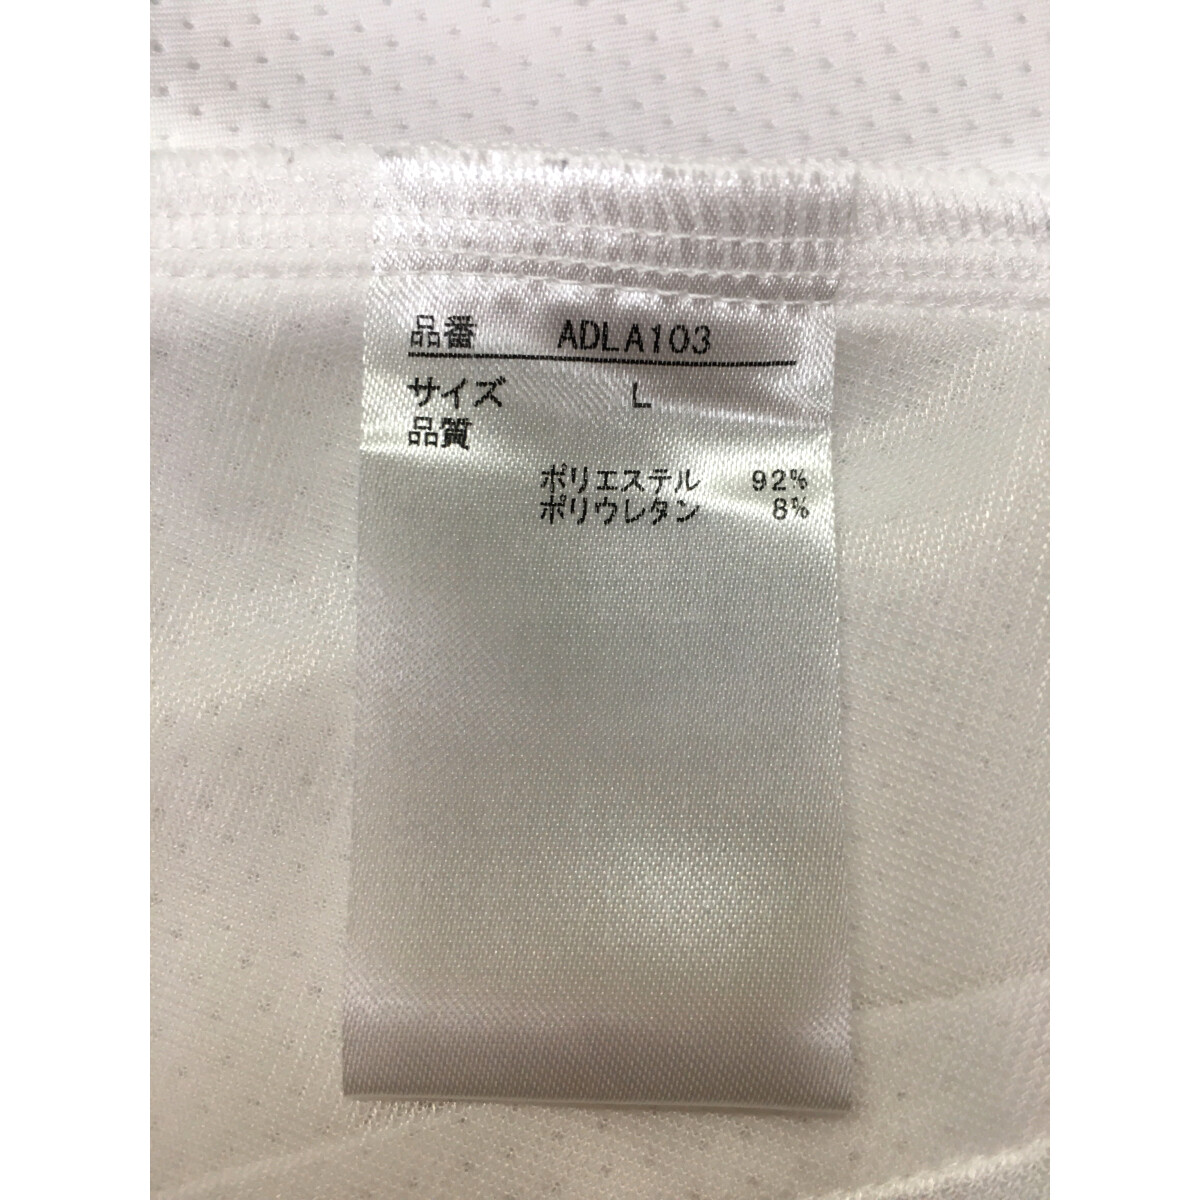 品番 ADLA103
サイズ L
品質
ポリエステル 92%
ポリウレタン 8%